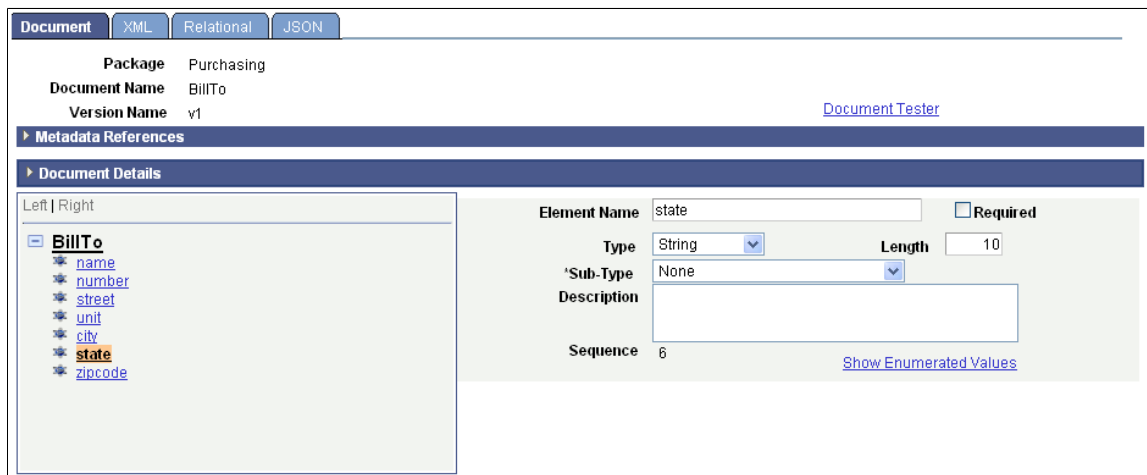 Document XML Relational JSON
Package Purchasing
Document Name BillTo
Version Name v1 Document Tester
Metadata References
Document Details
Left | Right
Element Name state Required
BillTo
Type String Length 10
name
*Sub-Type None
number
Description
street
unit
city
state
Sequence 6 Show Enumerated Values
zipcode